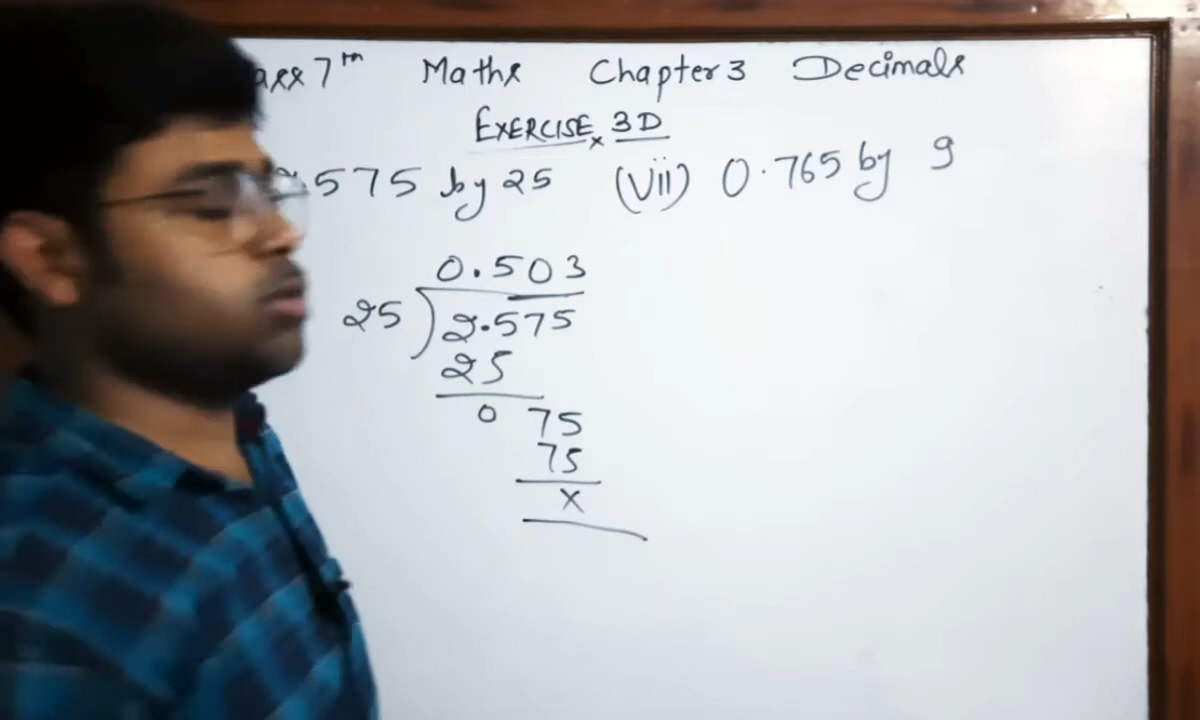 7th Maths Chapter 3 Decimals
EXERCISE 3D
.575 by 25 (vii) 0.765 by 9
0.503
25 ) 2.575
25
0 75
75
x